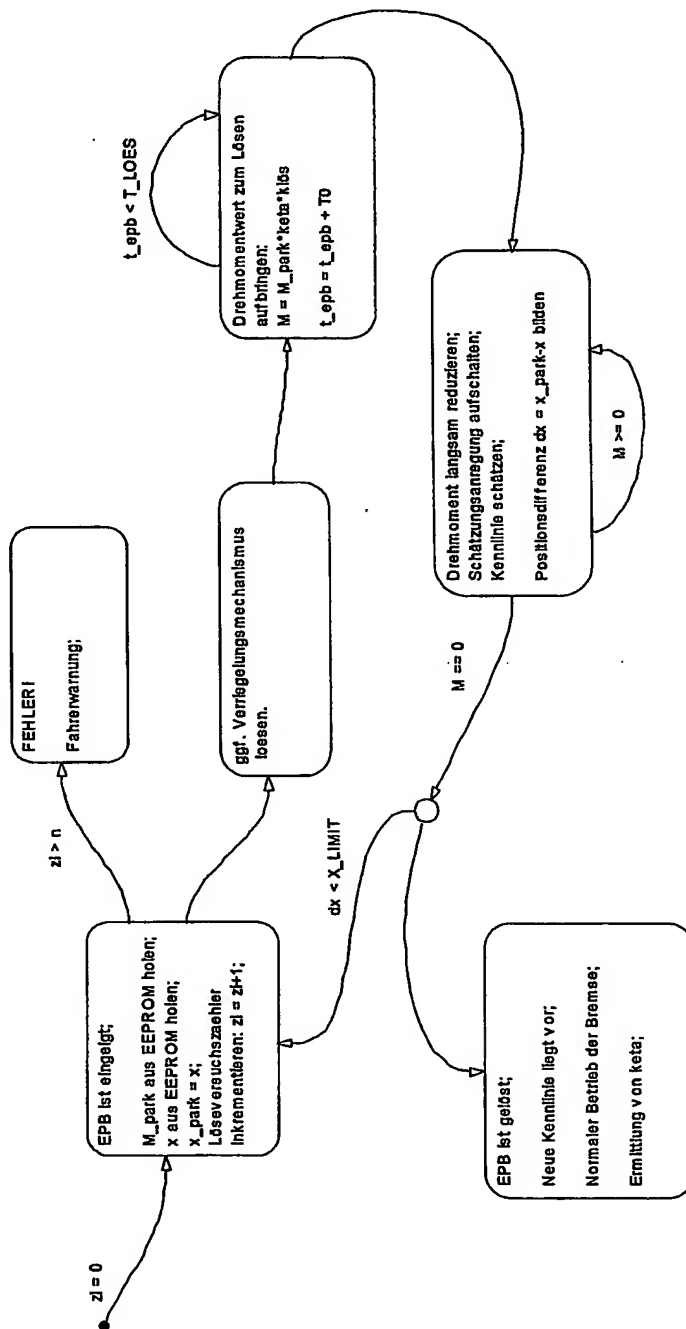 zl = 0
EPB ist eingelgt;
M_park aus EEPROM holen;
x aus EEPROM holen;
x_park = x;
Löseversuchszaehler
inkrementieren: zl = zl+1;
zl > n
FEHLER!
Fahrerwarnung;
ggf. Verriegelungsmechanismus
loesen.
t_epb < T_LOES
Drehmomentwert zum Lösen
aufbringen;
M = M_park*keta*klös
t_epb = t_epb + T0
Drehmoment langsam reduzieren;
Schätzungsanregung aufschalten;
Kennlinie schätzen;
Positionsdifferenz dx = x_park-x bilden
M >= 0
M == 0
dx < X_LIMIT
EPB ist gelöst;
Neue Kennlinie liegt vor;
Normaler Betrieb der Bremse;
Ermittlung von keta;